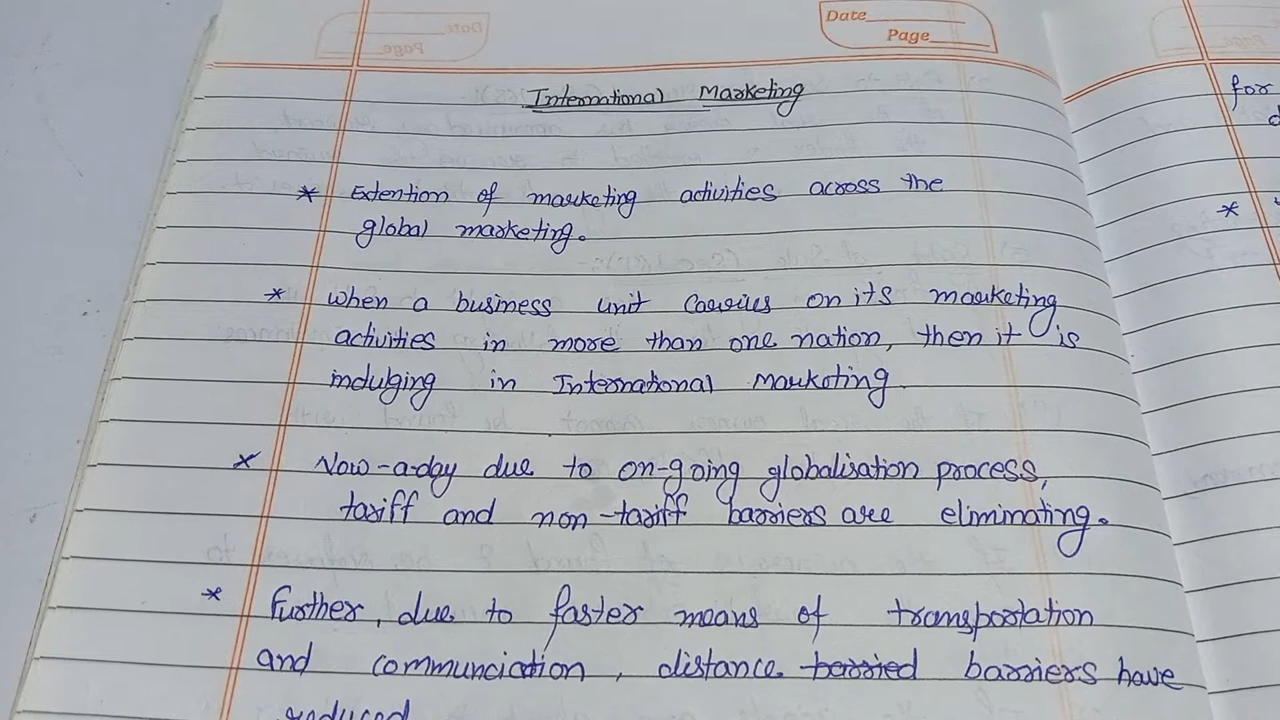 Date
Page
International Marketing
* Extention of marketing activities across the
global marketing.
* When a business unit carries on its marketing
activities in more than one nation, then it is
indulging in International Marketing
* Now-a-day due to on-going globalisation process,
tariff and non-tariff barriers are eliminating.
* Further, due to faster means of transportation
and communciation, distance barried barriers have
reduced
for
*